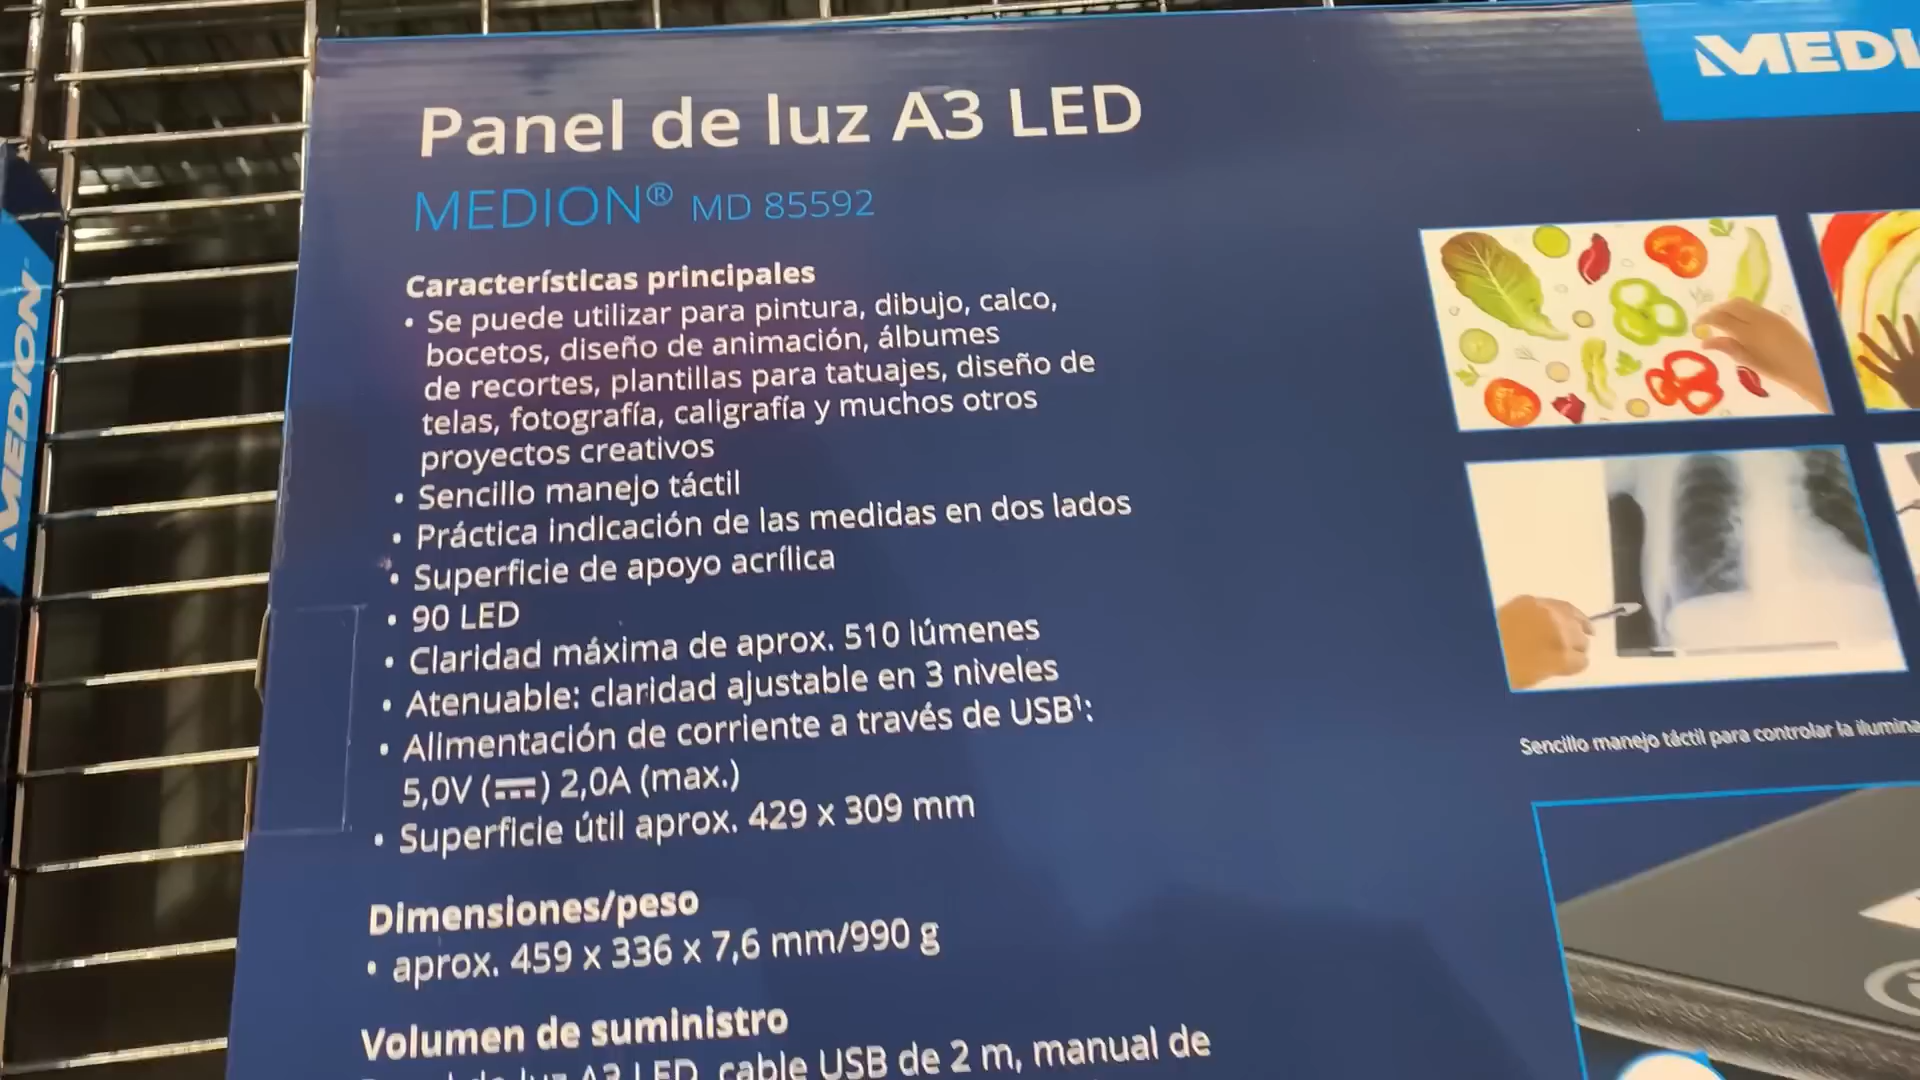 Panel de luz A3 LED
MEDION® MD 85592
Características principales
• Se puede utilizar para pintura, dibujo, calco,
bocetos, diseño de animación, álbumes
de recortes, plantillas para tatuajes, diseño de
telas, fotografía, caligrafía y muchos otros
proyectos creativos
• Sencillo manejo táctil
• Práctica indicación de las medidas en dos lados
• Superficie de apoyo acrílica
• 90 LED
• Claridad máxima de aprox. 510 lúmenes
• Atenuable: claridad ajustable en 3 niveles
• Alimentación de corriente a través de USB¹:
5,0V (⎓) 2,0A (max.)
• Superficie útil aprox. 429 x 309 mm
Dimensiones/peso
• aprox. 459 x 336 x 7,6 mm/990 g
Volumen de suministro
de luz A3 LED, cable USB de 2 m, manual de
MEDI
Sencillo manejo táctil para controlar la ilumina
MEDION